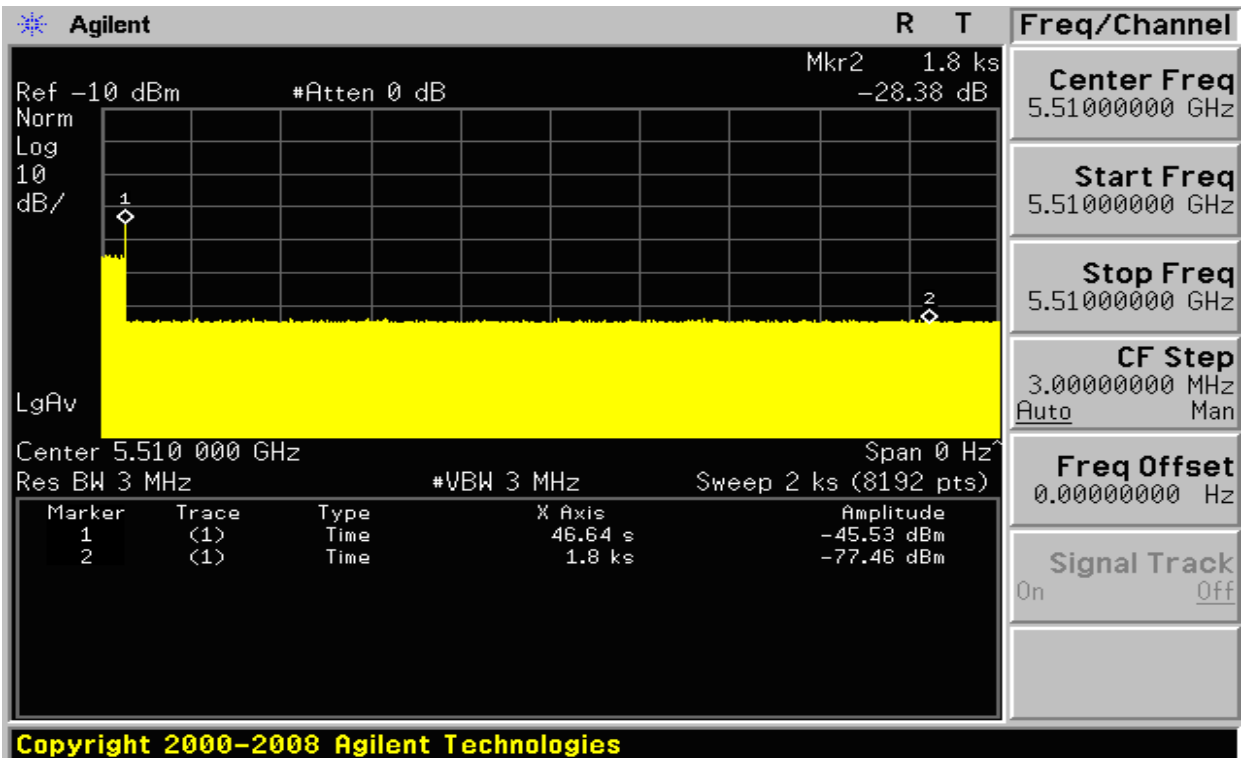 Agilent R T
Mkr2 1.8 ks
Ref −10 dBm #Atten 0 dB −28.38 dB
Norm
Log
10
dB/
1
2
LgAv
Center 5.510 000 GHz Span 0 Hz^
Res BW 3 MHz #VBW 3 MHz Sweep 2 ks (8192 pts)
Marker Trace Type X Axis Amplitude
1 (1) Time 46.64 s −45.53 dBm
2 (1) Time 1.8 ks −77.46 dBm
Freq/Channel
Center Freq
5.51000000 GHz
Start Freq
5.51000000 GHz
Stop Freq
5.51000000 GHz
CF Step
3.00000000 MHz
Auto Man
Freq Offset
0.00000000 Hz
Signal Track
On Off
Copyright 2000–2008 Agilent Technologies